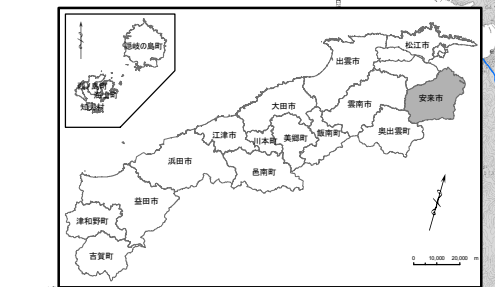 隠岐の島町
海士町
松江市
出雲市
安来市
大田市
雲南市
奥出雲町
飯南町
美郷町
川本町
江津市
邑南町
浜田市
益田市
津和野町
吉賀町
0 10,000 20,000 m